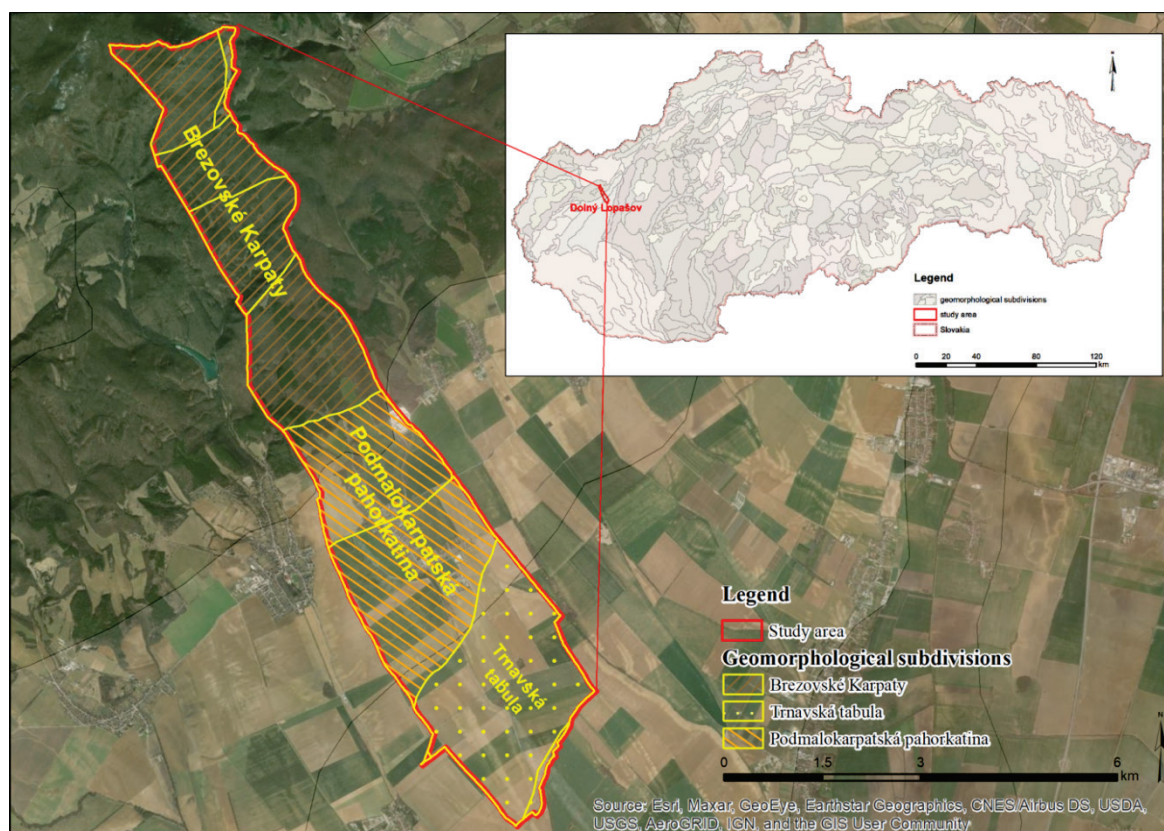 Brezovské Karpaty
Podmalokarpatská
pahorkatina
Trnavská
tabuľa
Dolný Lopašov
N
Legend
geomorphological subdivisions
study area
Slovakia
0 20 40 80 120
km
Legend
Study area
Geomorphological subdivisions
Brezovské Karpaty
Trnavská tabuľa
Podmalokarpatská pahorkatina
N
0 1.5 3 6
km
Source: Esri, Maxar, GeoEye, Earthstar Geographics, CNES/Airbus DS, USDA,
USGS, AeroGRID, IGN, and the GIS User Community